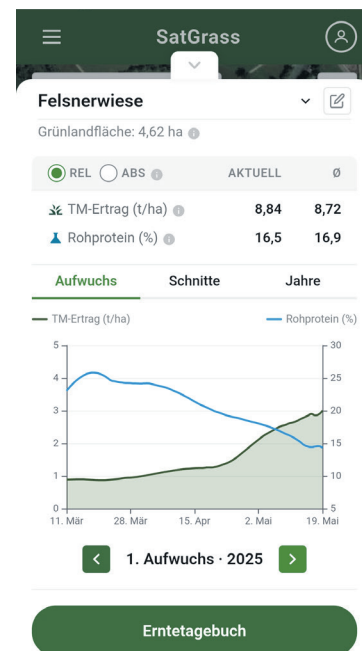 SatGrass
Felsnerwiese
Grünlandfläche: 4,62 ha
REL ABS AKTUELL Ø
TM-Ertrag (t/ha) 8,84 8,72
Rohprotein (%) 16,5 16,9
Aufwuchs Schnitte Jahre
TM-Ertrag (t/ha) Rohprotein (%)
5 30
4 25
3 20
2 15
1 10
0 5
11. Mär 28. Mär 15. Apr 2. Mai 19. Mai
1. Aufwuchs · 2025
Erntetagebuch